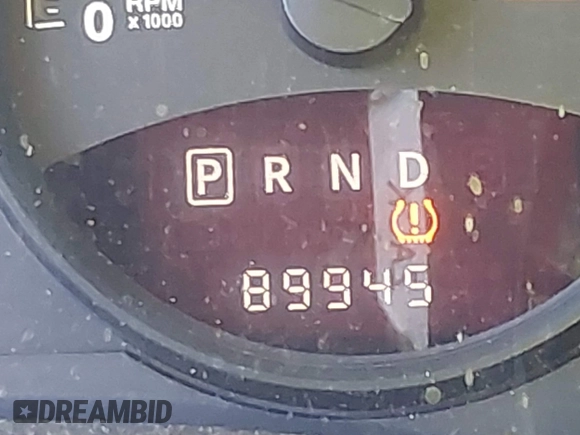 E
0
RPM
x1000
P R N D
(!)
89945
DREAMBID